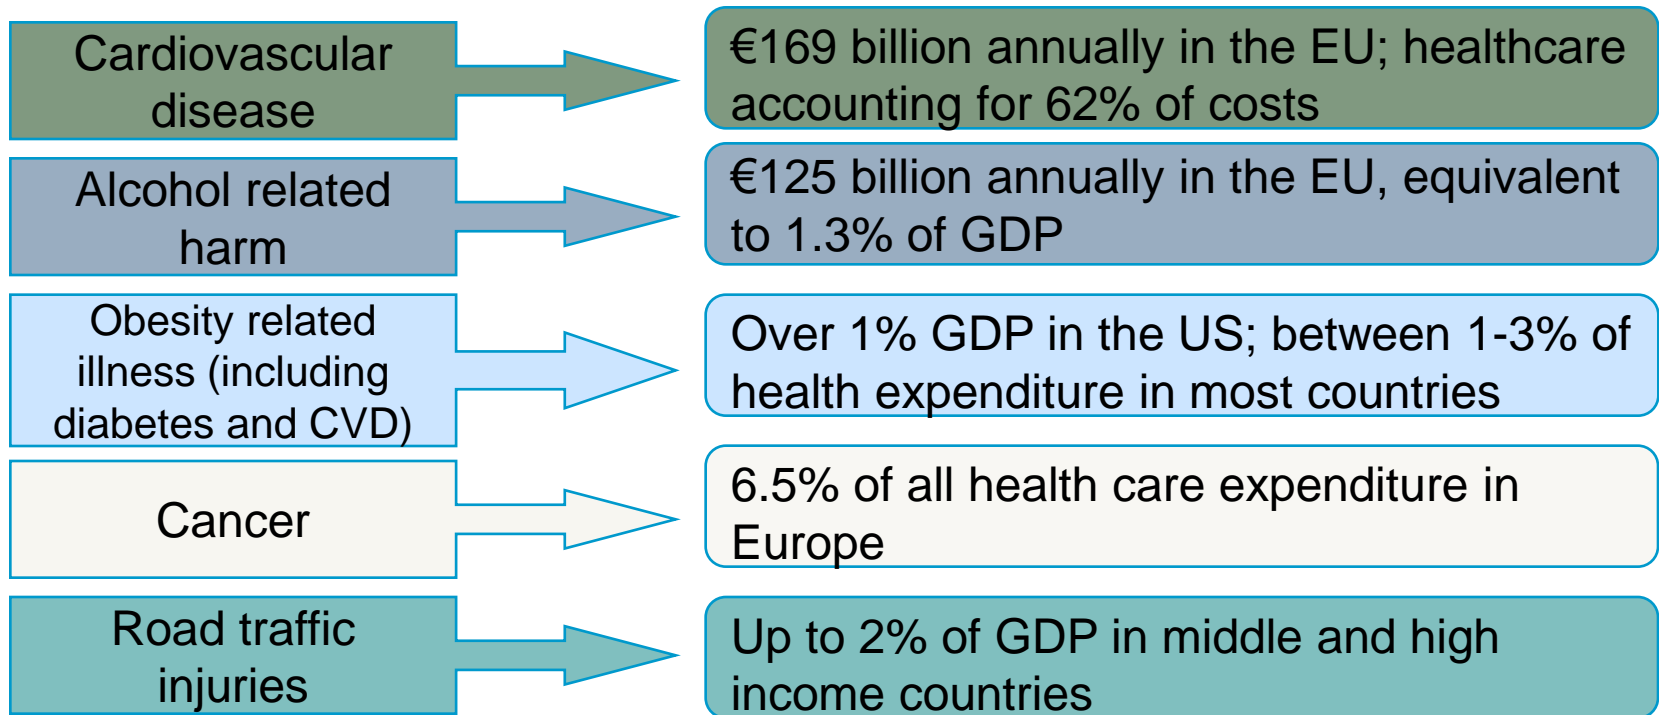 Cardiovascular
disease
€169 billion annually in the EU; healthcare
accounting for 62% of costs
Alcohol related
harm
€125 billion annually in the EU, equivalent
to 1.3% of GDP
Obesity related
illness (including
diabetes and CVD)
Over 1% GDP in the US; between 1-3% of
health expenditure in most countries
Cancer
6.5% of all health care expenditure in
Europe
Road traffic
injuries
Up to 2% of GDP in middle and high
income countries